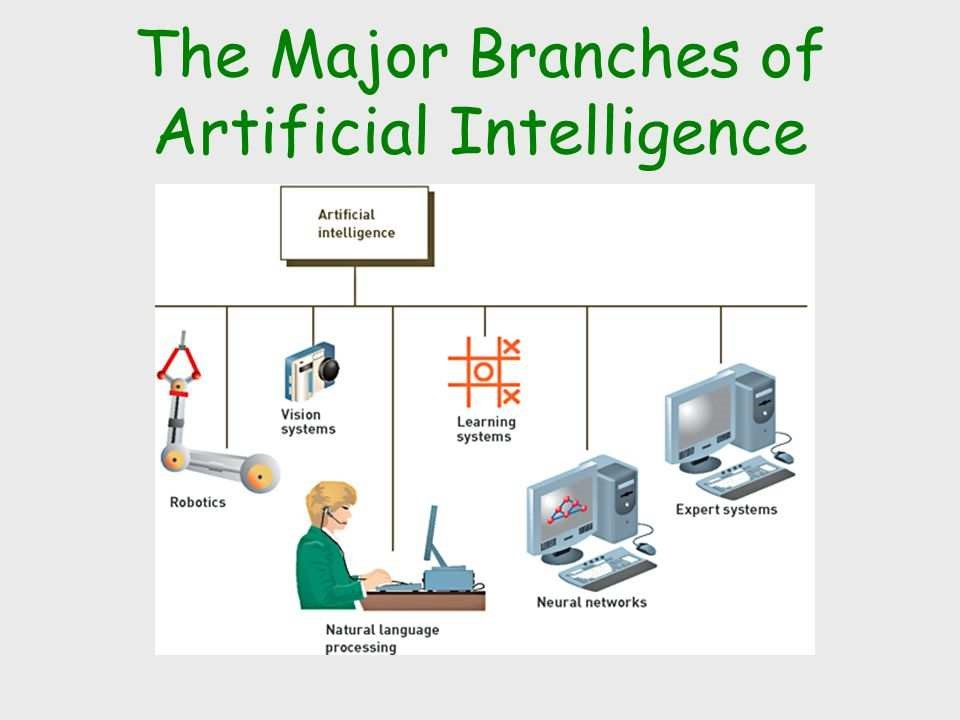 The Major Branches of
Artificial Intelligence
Artificial
intelligence
Vision
systems
Learning
systems
Robotics
Expert systems
Neural networks
Natural language
processing